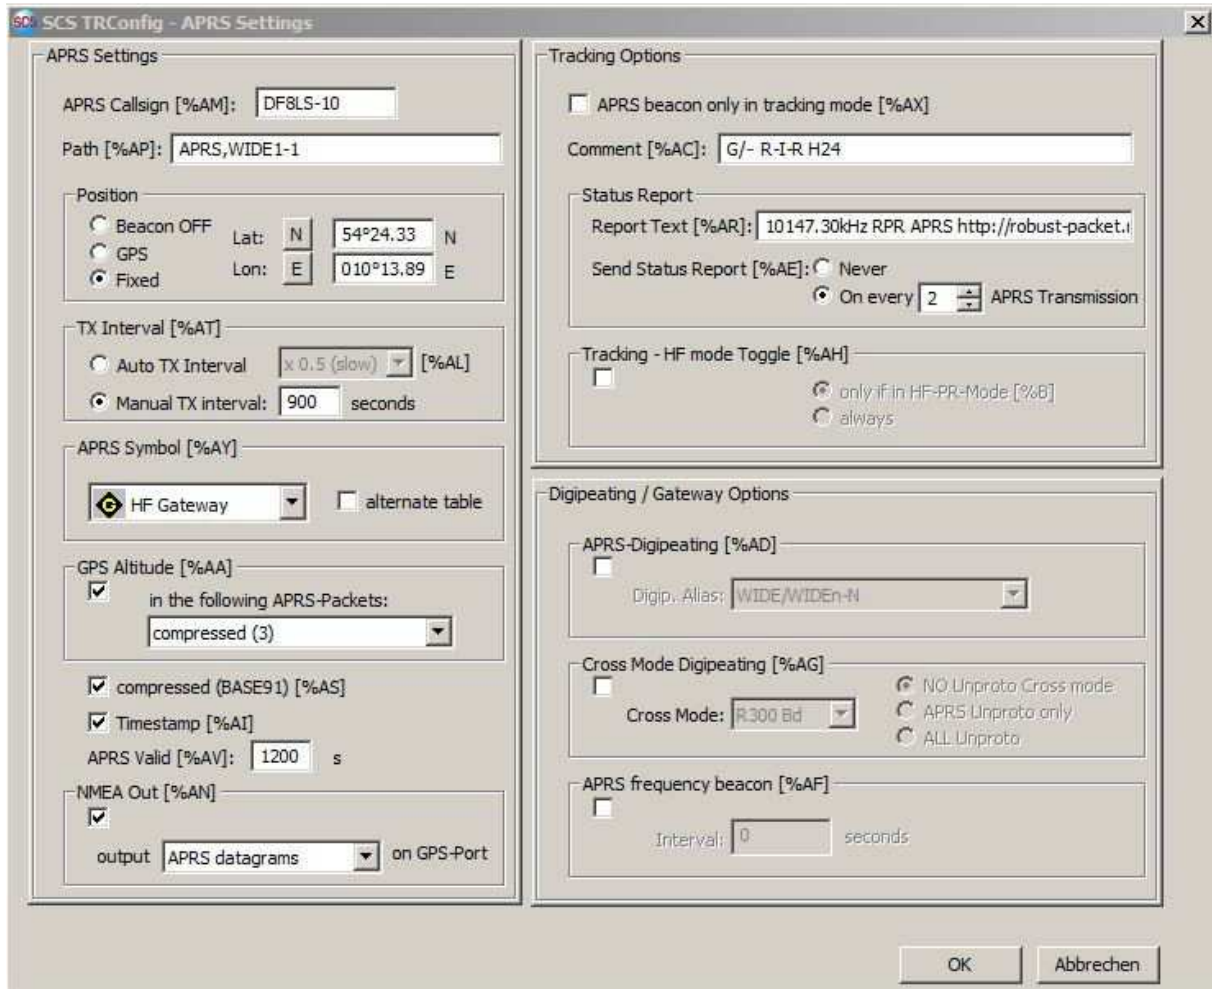 SCS TRConfig - APRS Settings
APRS Settings
APRS Callsign [%AM]: DF8LS-10
Path [%AP]: APRS,WIDE1-1
Position
Beacon OFF
GPS
Fixed
Lat: N 54°24.33 N
Lon: E 010°13.89 E
TX Interval [%AT]
Auto TX Interval x 0.5 (slow) [%AL]
Manual TX interval: 900 seconds
APRS Symbol [%AY]
G HF Gateway alternate table
GPS Altitude [%AA]
in the following APRS-Packets:
compressed (3)
compressed (BASE91) [%AS]
Timestamp [%AI]
APRS Valid [%AV]: 1200 s
NMEA Out [%AN]
output APRS datagrams on GPS-Port
Tracking Options
APRS beacon only in tracking mode [%AX]
Comment [%AC]: G/- R-I-R H24
Status Report
Report Text [%AR]: 10147.30kHz RPR APRS http://robust-packet.
Send Status Report [%AE]: Never
On every 2 APRS Transmission
Tracking - HF mode Toggle [%AH]
only if in HF-PR-Mode [%B]
always
Digipeating / Gateway Options
APRS-Digipeating [%AD]
Digip. Alias: WIDE/WIDEn-N
Cross Mode Digipeating [%AG]
Cross Mode: R300 Bd
NO Unproto Cross mode
APRS Unproto only
ALL Unproto
APRS frequency beacon [%AF]
Interval: 0 seconds
OK Abbrechen